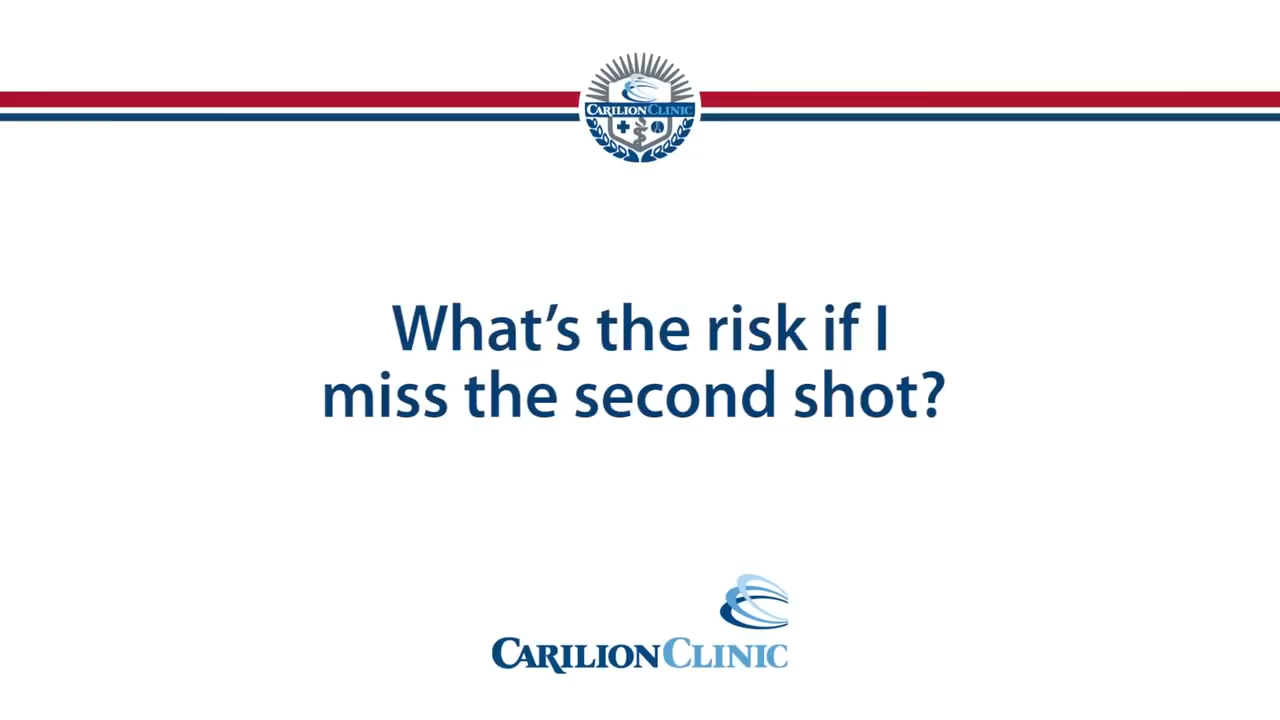 CARILION CLINIC
What's the risk if I
miss the second shot?
CARILION CLINIC